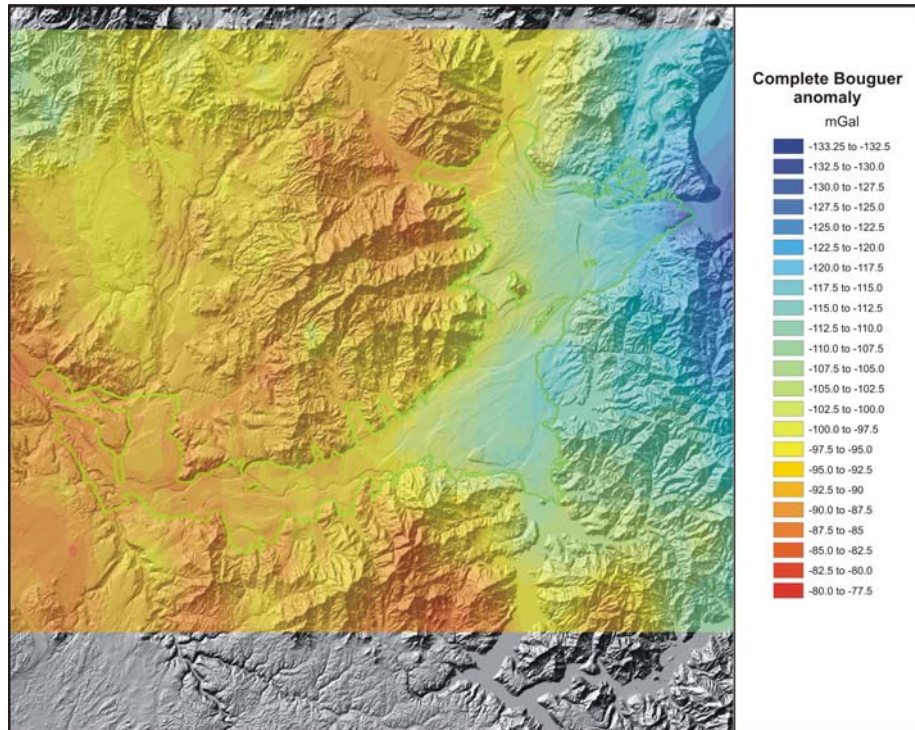 Complete Bouguer
anomaly
mGal
-133.25 to -132.5
-132.5 to -130.0
-130.0 to -127.5
-127.5 to -125.0
-125.0 to -122.5
-122.5 to -120.0
-120.0 to -117.5
-117.5 to -115.0
-115.0 to -112.5
-112.5 to -110.0
-110.0 to -107.5
-107.5 to -105.0
-105.0 to -102.5
-102.5 to -100.0
-100.0 to -97.5
-97.5 to -95.0
-95.0 to -92.5
-92.5 to -90
-90.0 to -87.5
-87.5 to -85
-85.0 to -82.5
-82.5 to -80.0
-80.0 to -77.5